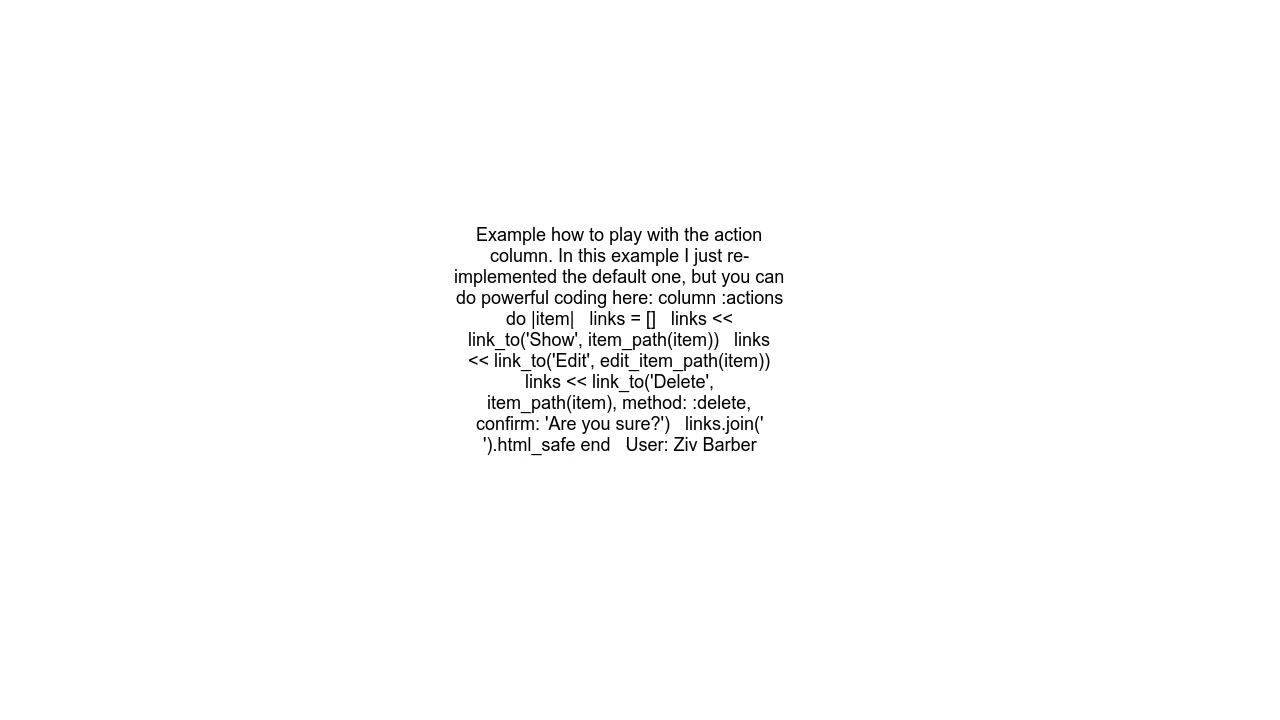 Example how to play with the action
column. In this example I just re-
implemented the default one, but you can
do powerful coding here: column :actions
do |item|   links = []   links <<
link_to('Show', item_path(item))   links
<< link_to('Edit', edit_item_path(item))
links << link_to('Delete',
item_path(item), method: :delete,
confirm: 'Are you sure?')   links.join('
').html_safe end   User: Ziv Barber